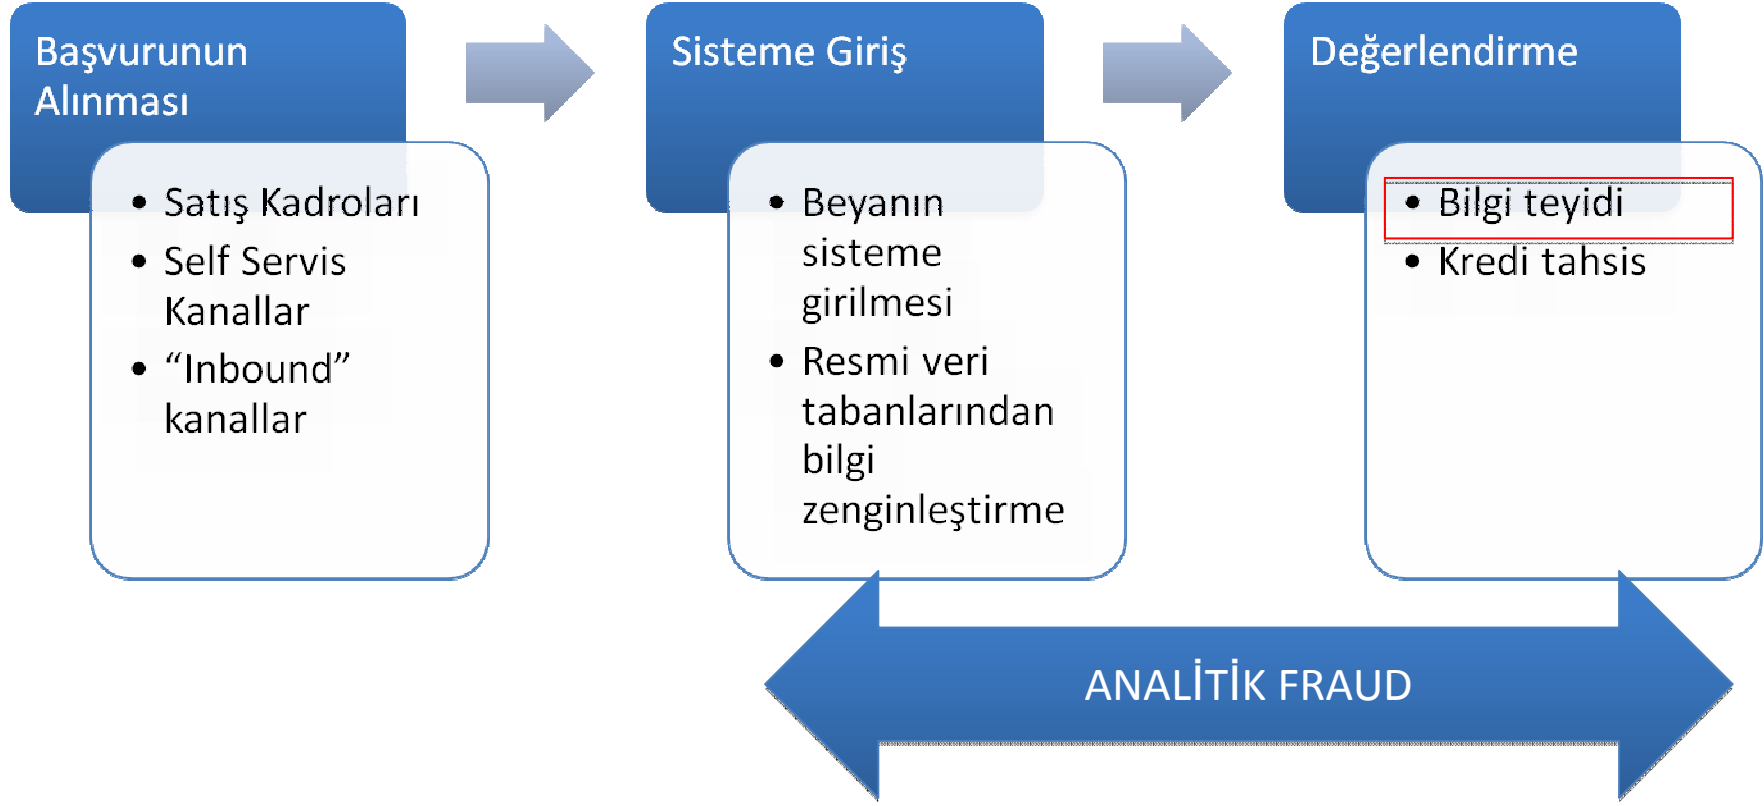 Başvurunun
Alınması
• Satış Kadroları
• Self Servis
Kanallar
• “Inbound”
kanallar
Sisteme Giriş
• Beyanın
sisteme
girilmesi
• Resmi veri
tabanlarından
bilgi
zenginleştirme
Değerlendirme
• Bilgi teyidi
• Kredi tahsis
ANALİTİK FRAUD